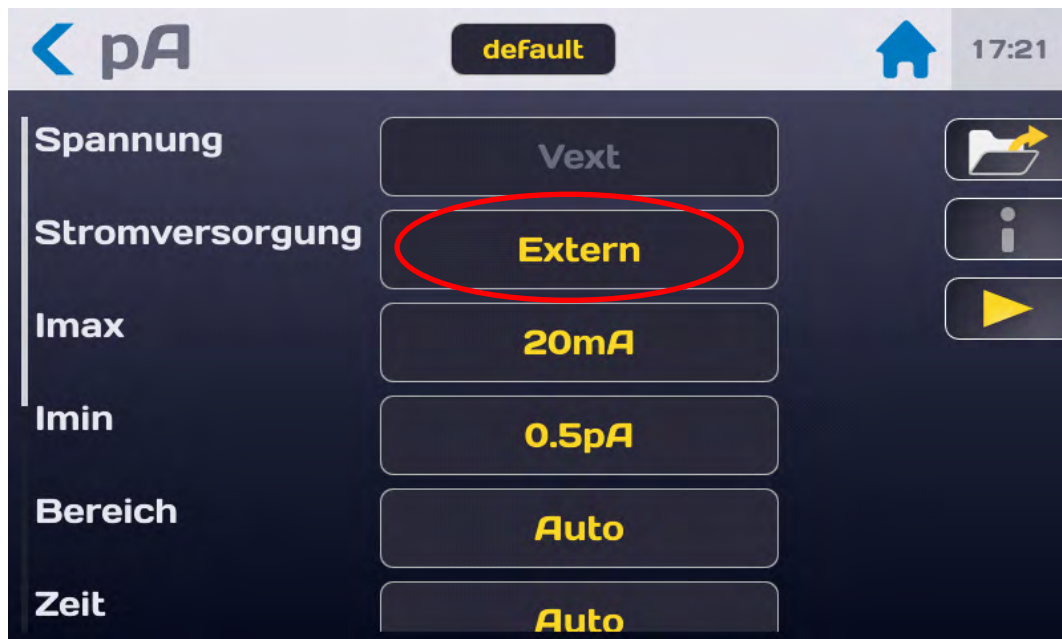 pA default 17:21
Spannung Vext
Stromversorgung Extern
Imax 20mA
Imin 0.5pA
Bereich Auto
Zeit Auto